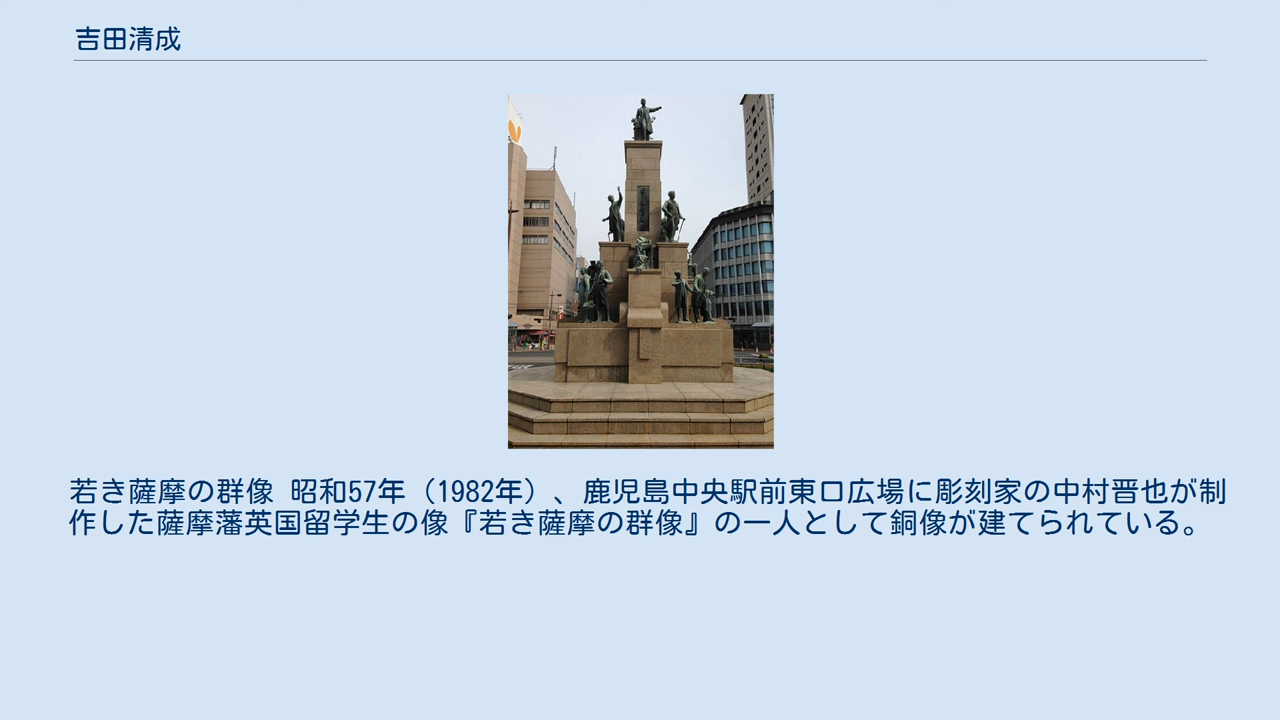 吉田清成
若き薩摩の群像 昭和57年（1982年）、鹿児島中央駅前東口広場に彫刻家の中村晋也が制
作した薩摩藩英国留学生の像『若き薩摩の群像』の一人として銅像が建てられている。